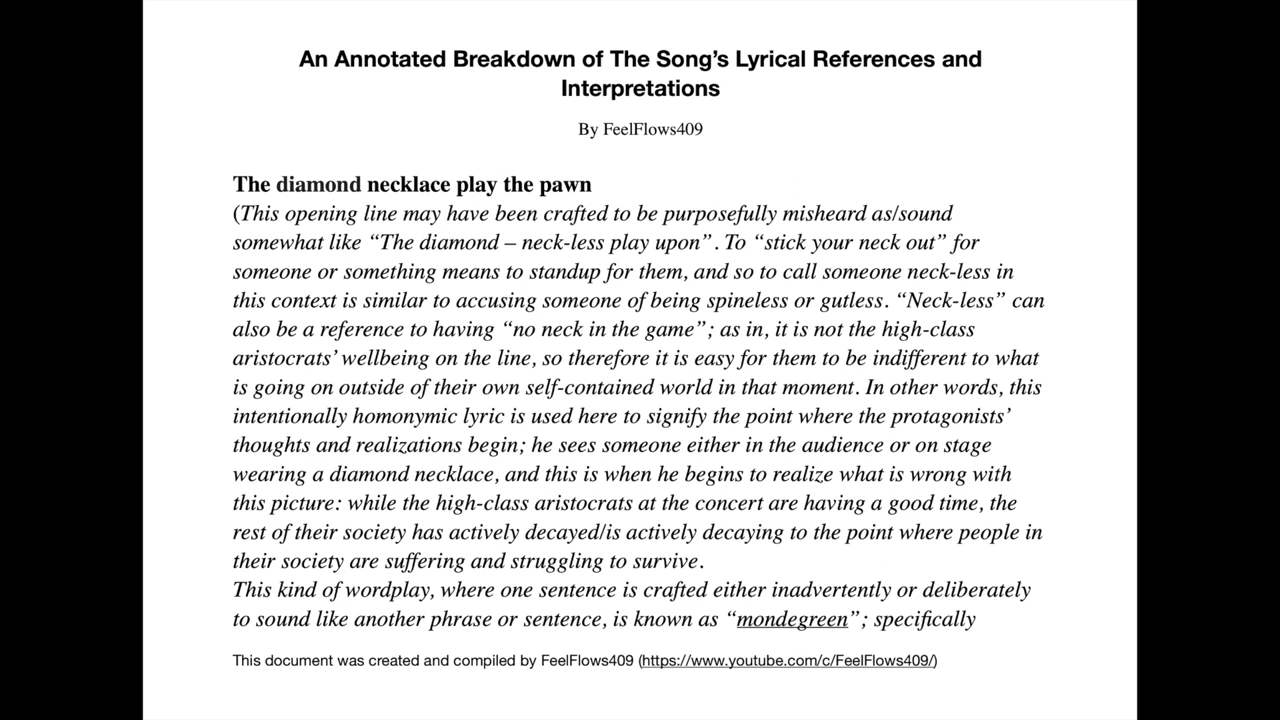 An Annotated Breakdown of The Song’s Lyrical References and
Interpretations
By FeelFlows409
The diamond necklace play the pawn
(This opening line may have been crafted to be purposefully misheard as/sound
somewhat like “The diamond – neck-less play upon”. To “stick your neck out” for
someone or something means to standup for them, and so to call someone neck-less in
this context is similar to accusing someone of being spineless or gutless. “Neck-less” can
also be a reference to having “no neck in the game”; as in, it is not the high-class
aristocrats’ wellbeing on the line, so therefore it is easy for them to be indifferent to what
is going on outside of their own self-contained world in that moment. In other words, this
intentionally homonymic lyric is used here to signify the point where the protagonists’
thoughts and realizations begin; he sees someone either in the audience or on stage
wearing a diamond necklace, and this is when he begins to realize what is wrong with
this picture: while the high-class aristocrats at the concert are having a good time, the
rest of their society has actively decayed/is actively decaying to the point where people in
their society are suffering and struggling to survive.
This kind of wordplay, where one sentence is crafted either inadvertently or deliberately
to sound like another phrase or sentence, is known as “mondegreen”; specifically
This document was created and compiled by FeelFlows409 (https://www.youtube.com/c/FeelFlows409/)